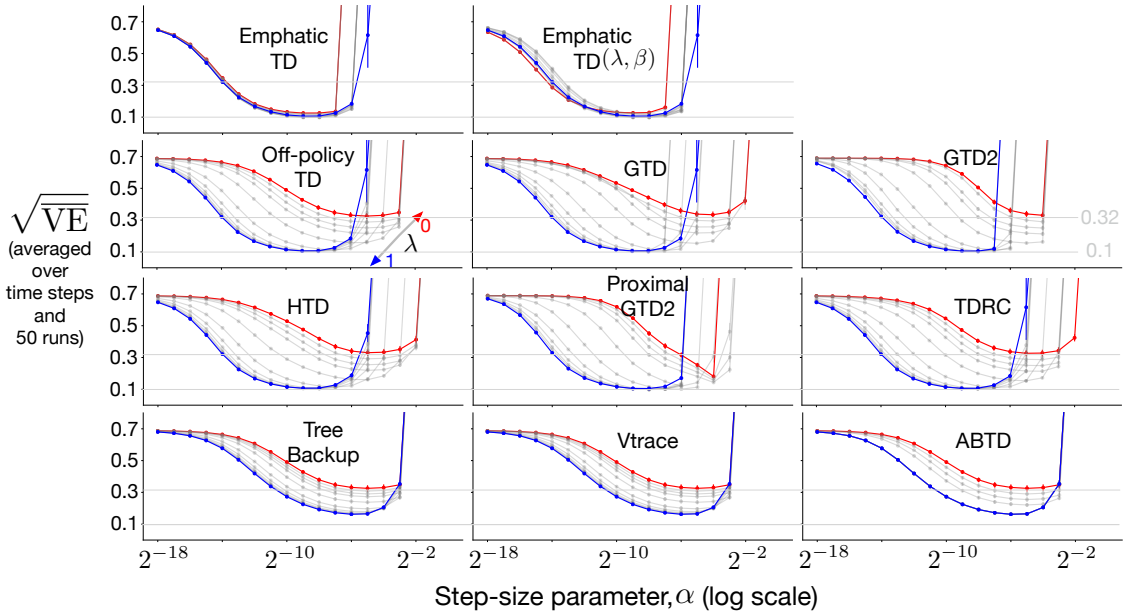 0.7
0.5
0.3
0.1
Emphatic
TD
Emphatic
TD(λ, β)
0.7
0.5
0.3
0.1
Off-policy
TD
0
λ
1
GTD
GTD2
0.32
0.1
√VE
(averaged
over
time steps
and
50 runs)
0.7
0.5
0.3
0.1
HTD
Proximal
GTD2
TDRC
0.7
0.5
0.3
0.1
Tree
Backup
Vtrace
ABTD
2⁻¹⁸ 2⁻¹⁰ 2⁻² 2⁻¹⁸ 2⁻¹⁰ 2⁻² 2⁻¹⁸ 2⁻¹⁰ 2⁻²
Step-size parameter, α (log scale)